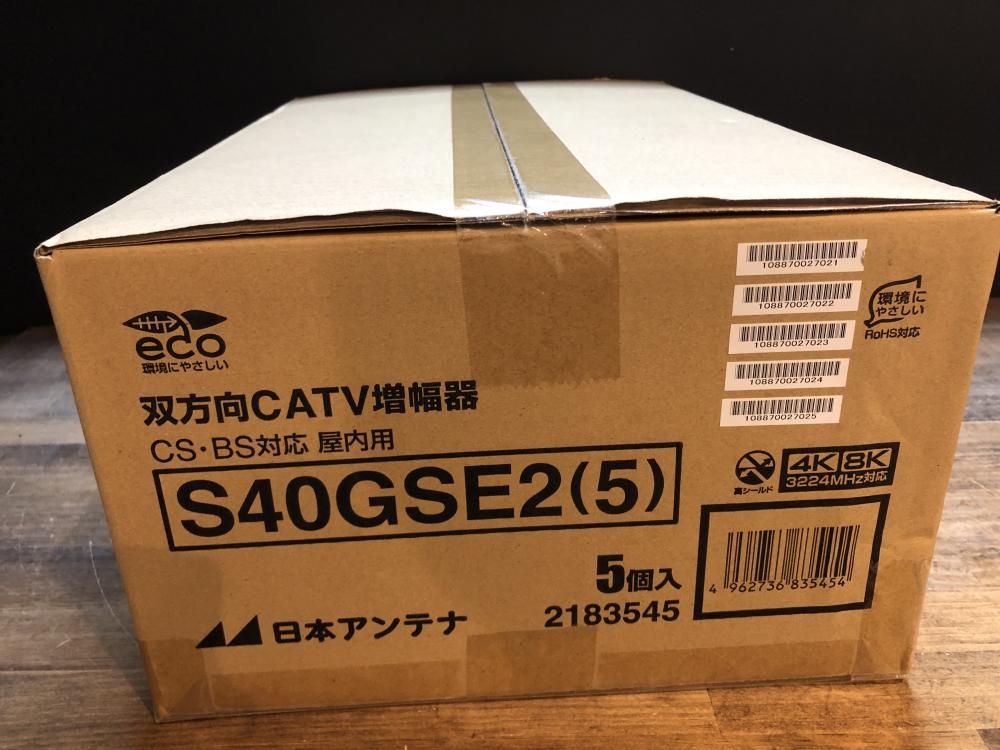 eco
環境にやさしい
双方向CATV増幅器
CS・BS対応 屋内用
S40GSE2(5)
5個入
2183545
日本アンテナ
108870027021
108870027022
108870027023
108870027024
108870027025
環境に
やさしい
RoHS対応
高シールド
4K 8K
3224MHz対応
4 962736 835454